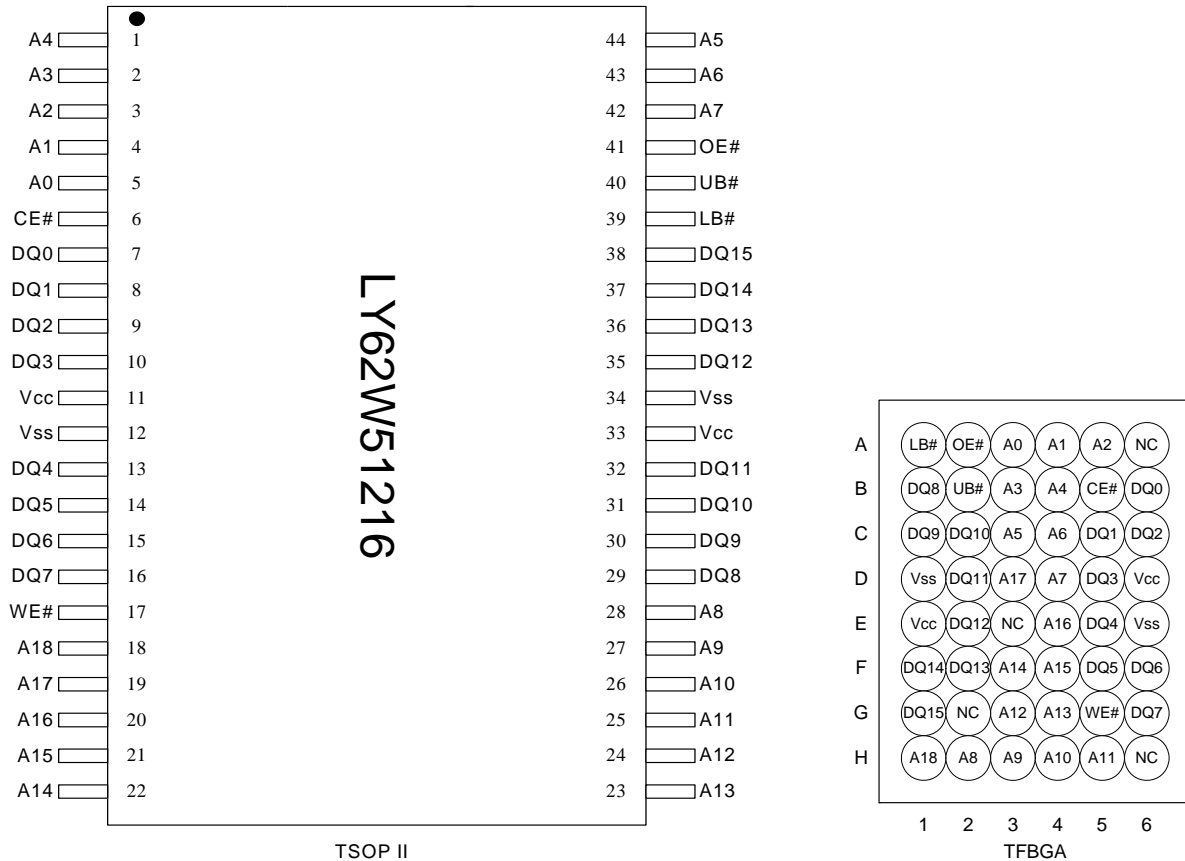 A4 1 44 A5
A3 2 43 A6
A2 3 42 A7
A1 4 41 OE#
A0 5 40 UB#
CE# 6 39 LB#
DQ0 7 38 DQ15
DQ1 8 37 DQ14
DQ2 9 36 DQ13
DQ3 10 35 DQ12
Vcc 11 34 Vss
Vss 12 33 Vcc
DQ4 13 32 DQ11
DQ5 14 31 DQ10
DQ6 15 30 DQ9
DQ7 16 29 DQ8
WE# 17 28 A8
A18 18 27 A9
A17 19 26 A10
A16 20 25 A11
A15 21 24 A12
A14 22 23 A13
LY62W51216
TSOP II
A LB# OE# A0 A1 A2 NC
B DQ8 UB# A3 A4 CE# DQ0
C DQ9 DQ10 A5 A6 DQ1 DQ2
D Vss DQ11 A17 A7 DQ3 Vcc
E Vcc DQ12 NC A16 DQ4 Vss
F DQ14 DQ13 A14 A15 DQ5 DQ6
G DQ15 NC A12 A13 WE# DQ7
H A18 A8 A9 A10 A11 NC
1 2 3 4 5 6
TFBGA